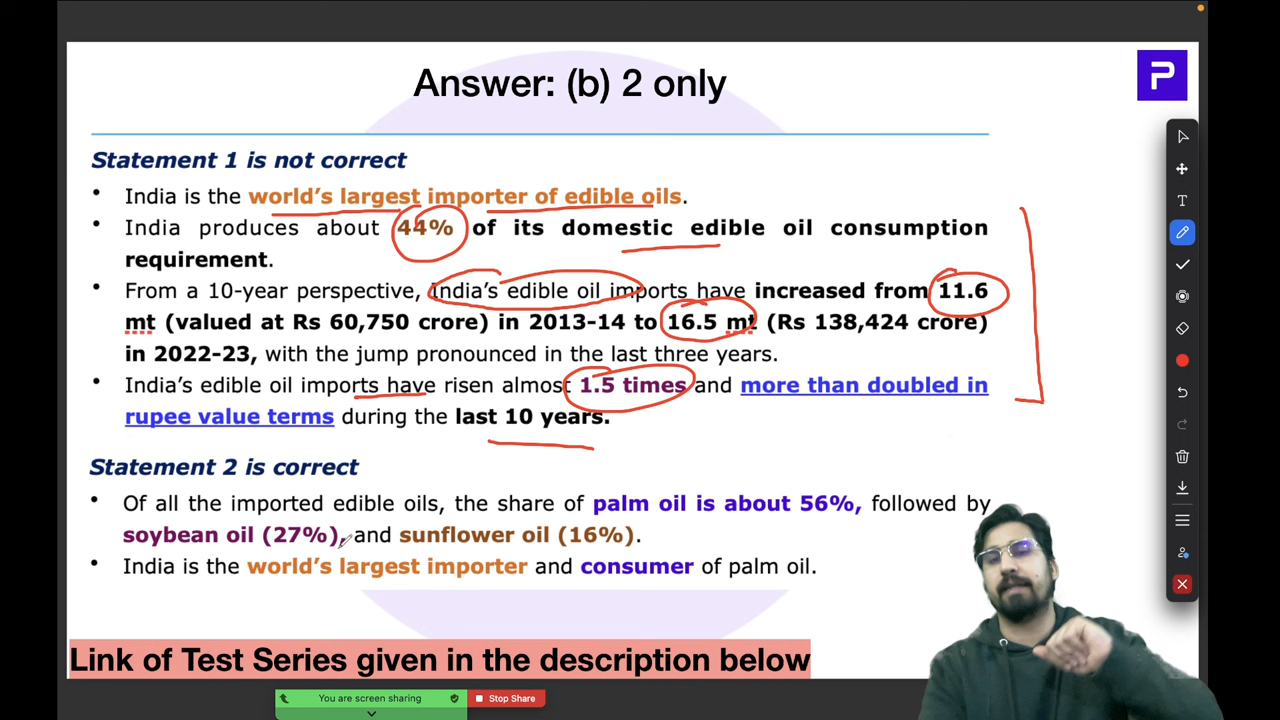 Answer: (b) 2 only
P
Statement 1 is not correct
• India is the world's largest importer of edible oils.
• India produces about 44% of its domestic edible oil consumption
requirement.
• From a 10-year perspective, India's edible oil imports have increased from 11.6
mt (valued at Rs 60,750 crore) in 2013-14 to 16.5 mt (Rs 138,424 crore)
in 2022-23, with the jump pronounced in the last three years.
• India's edible oil imports have risen almost 1.5 times and more than doubled in
rupee value terms during the last 10 years.
Statement 2 is correct
• Of all the imported edible oils, the share of palm oil is about 56%, followed by
soybean oil (27%), and sunflower oil (16%).
• India is the world's largest importer and consumer of palm oil.
Link of Test Series given in the description below
You are screen sharing
Stop Share
T